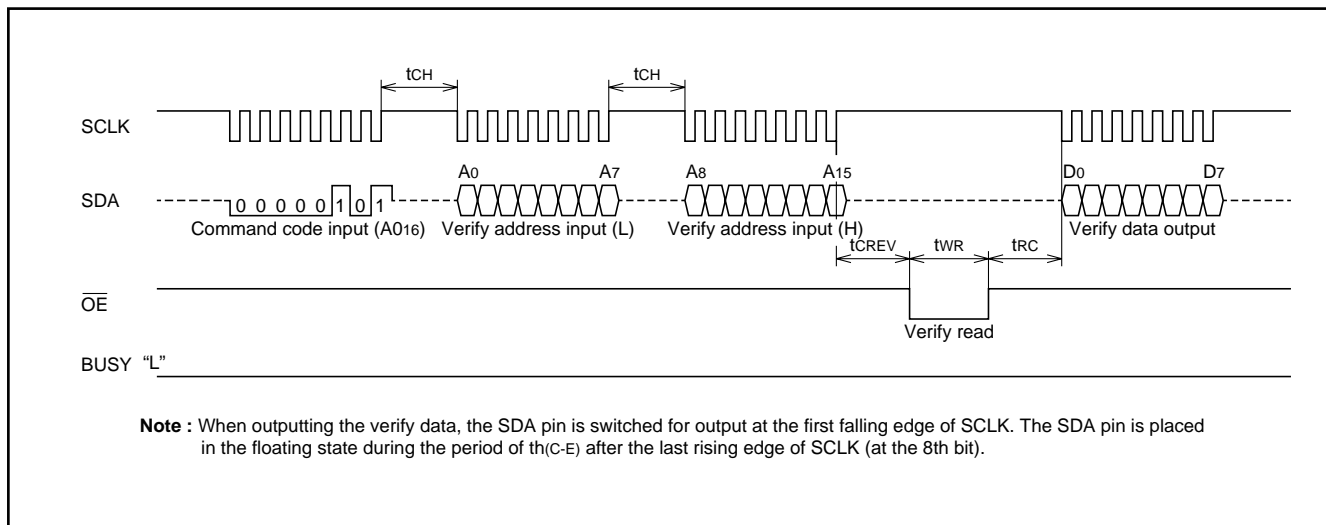 tCH tCH
SCLK
A0 A7 A8 A15 D0 D7
SDA
0 0 0 0 0 1 0 1
Command code input (A016) Verify address input (L) Verify address input (H) Verify data output
tCREV tWR tRC
OE
Verify read
BUSY “L”
Note : When outputting the verify data, the SDA pin is switched for output at the first falling edge of SCLK. The SDA pin is placed
in the floating state during the period of th(C-E) after the last rising edge of SCLK (at the 8th bit).